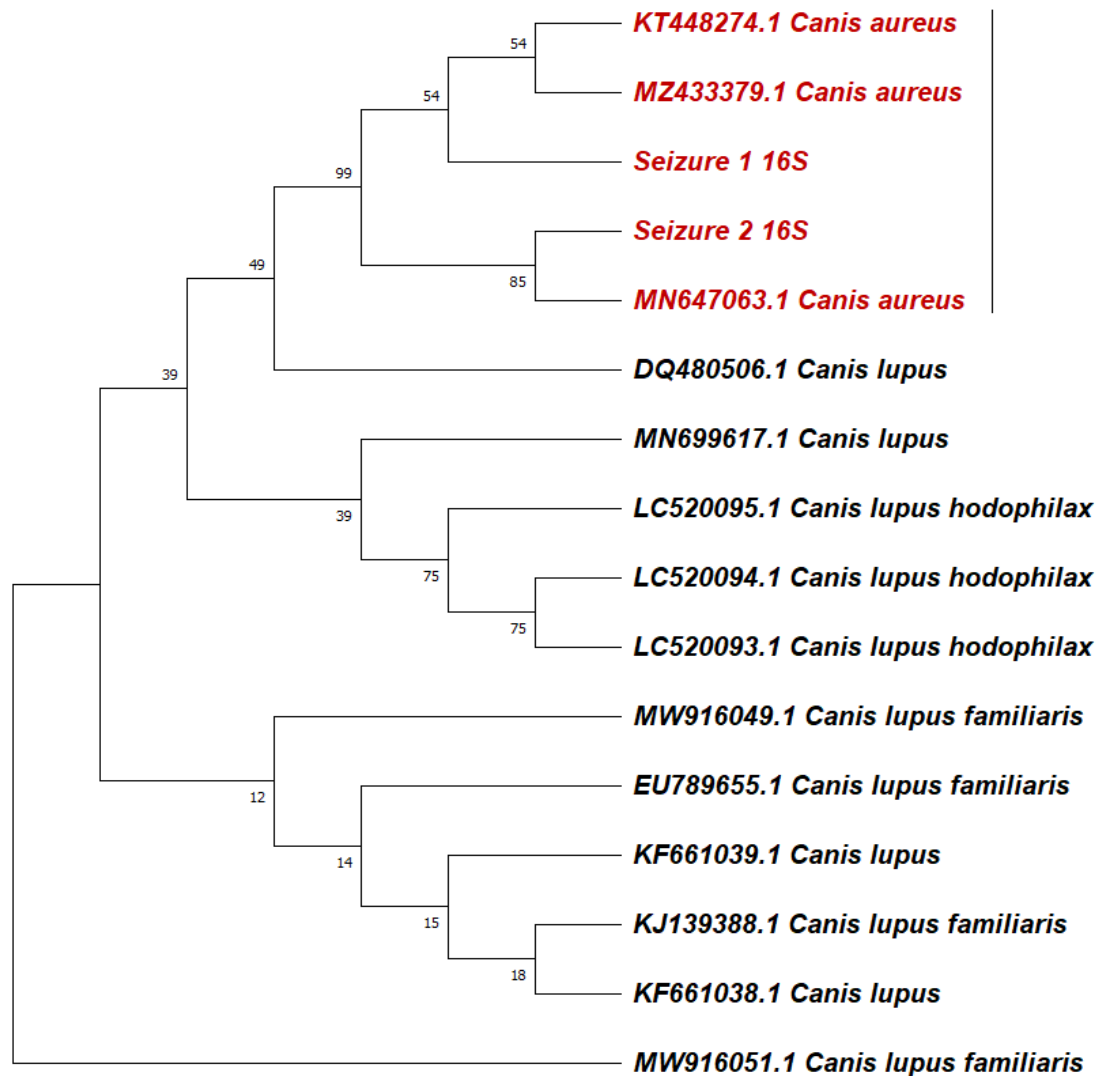 KT448274.1 Canis aureus
54
MZ433379.1 Canis aureus
54
Seizure 1 16S
99
Seizure 2 16S
49
85
MN647063.1 Canis aureus
DQ480506.1 Canis lupus
39
MN699617.1 Canis lupus
LC520095.1 Canis lupus hodophilax
39
LC520094.1 Canis lupus hodophilax
75
75
LC520093.1 Canis lupus hodophilax
MW916049.1 Canis lupus familiaris
EU789655.1 Canis lupus familiaris
12
KF661039.1 Canis lupus
14
KJ139388.1 Canis lupus familiaris
15
18
KF661038.1 Canis lupus
MW916051.1 Canis lupus familiaris